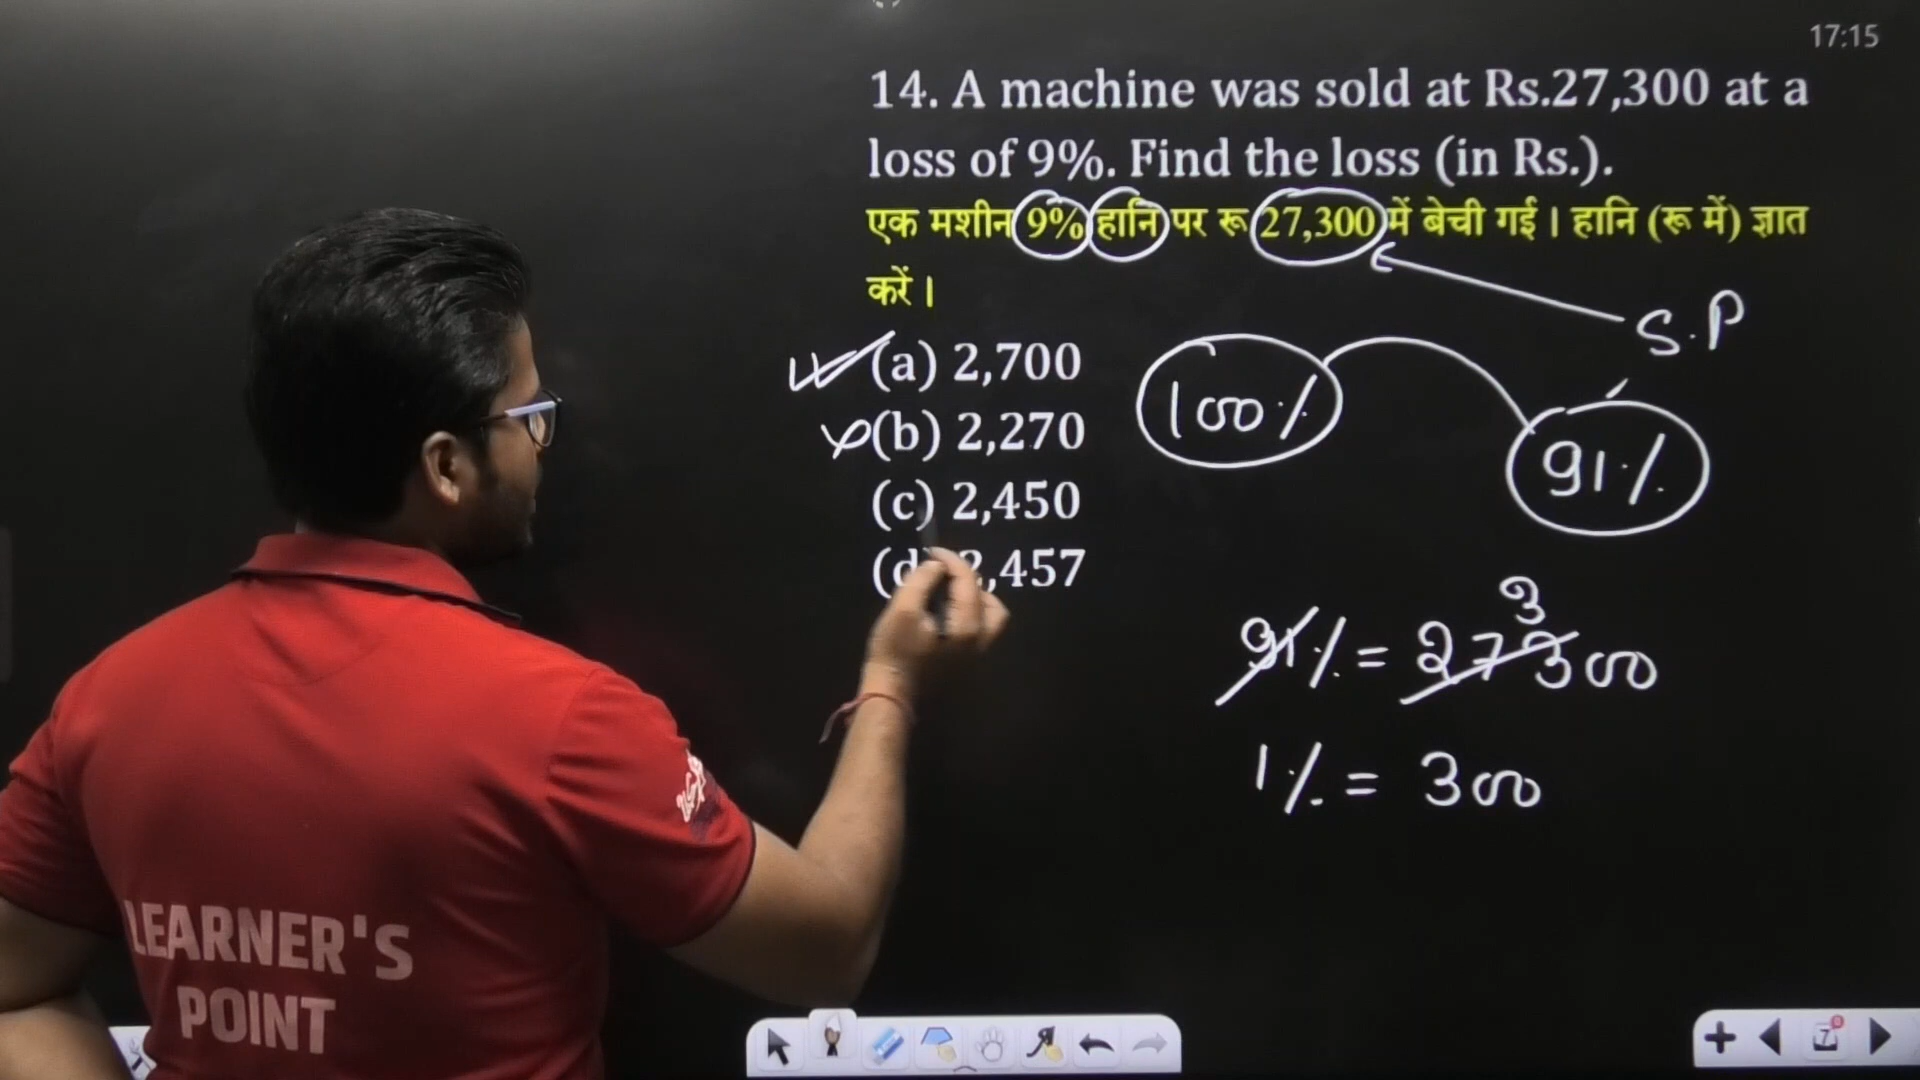 17:15
14. A machine was sold at Rs.27,300 at a
loss of 9%. Find the loss (in Rs.).
एक मशीन 9% हानि पर रू 27,300 में बेची गई। हानि (रू में) ज्ञात
करें।
S.P
(a) 2,700
(b) 2,270
(c) 2,450
(d) 2,457
100%
91%
3
91% = 27300
1% = 300
LEARNER'S
POINT
7